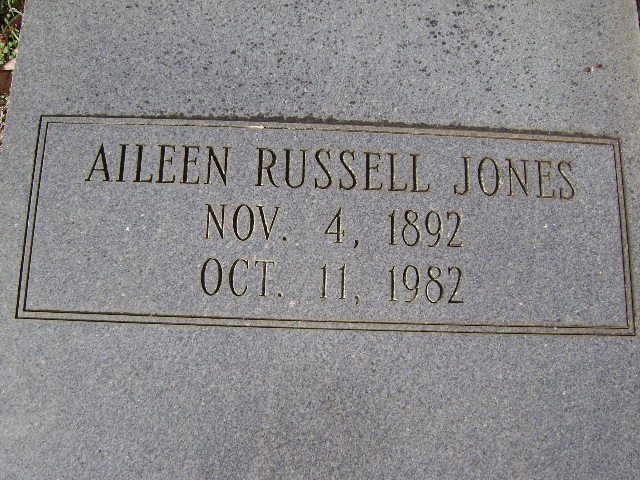 AILEEN RUSSELL JONES
NOV. 4, 1892
OCT. 11, 1982